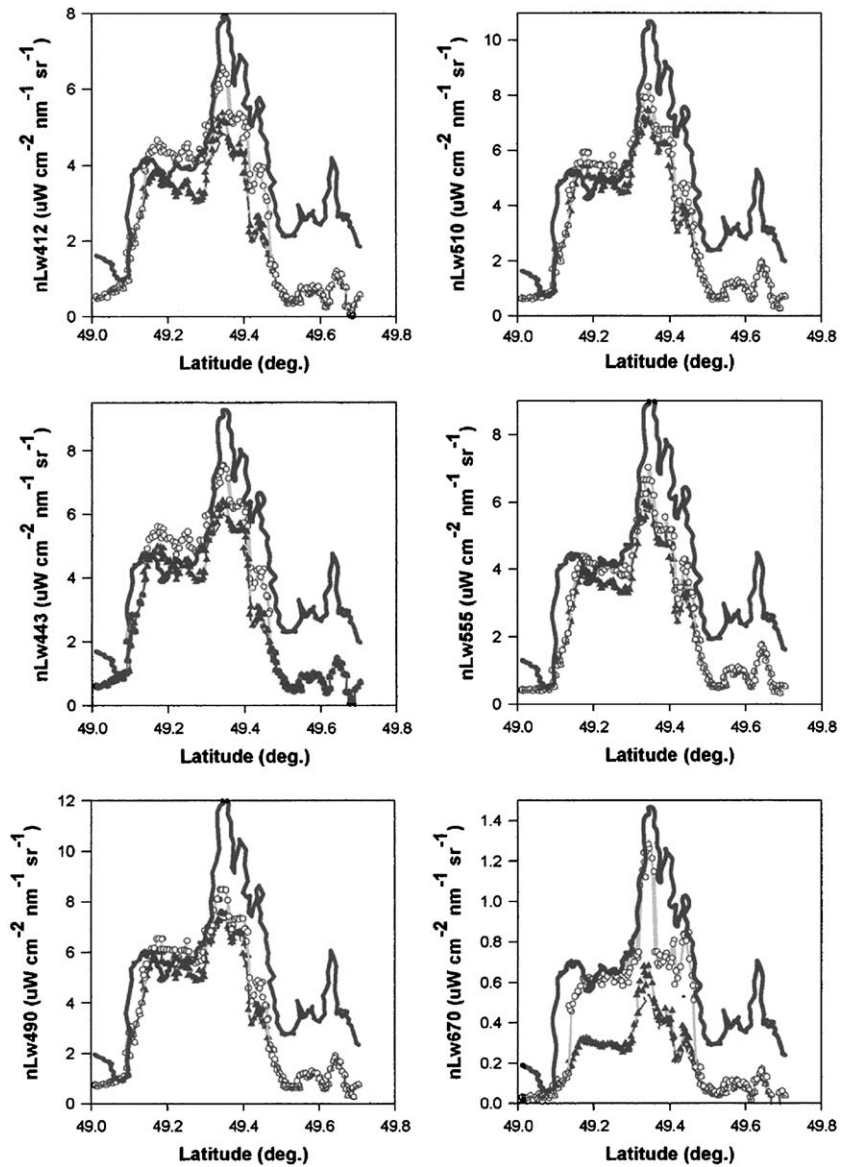 nLw412 (uW cm-2 nm-1 sr-1)
8
6
4
2
0
49.0 49.2 49.4 49.6 49.8
Latitude (deg.)
nLw510 (uW cm-2 nm-1 sr-1)
10
8
6
4
2
0
49.0 49.2 49.4 49.6 49.8
Latitude (deg.)
nLw443 (uW cm-2 nm-1 sr-1)
8
6
4
2
0
49.0 49.2 49.4 49.6 49.8
Latitude (deg.)
nLw555 (uW cm-2 nm-1 sr-1)
8
6
4
2
0
49.0 49.2 49.4 49.6 49.8
Latitude (deg.)
nLw490 (uW cm-2 nm-1 sr-1)
12
10
8
6
4
2
0
49.0 49.2 49.4 49.6 49.8
Latitude (deg.)
nLw670 (uW cm-2 nm-1 sr-1)
1.4
1.2
1.0
0.8
0.6
0.4
0.2
0.0
49.0 49.2 49.4 49.6 49.8
Latitude (deg.)